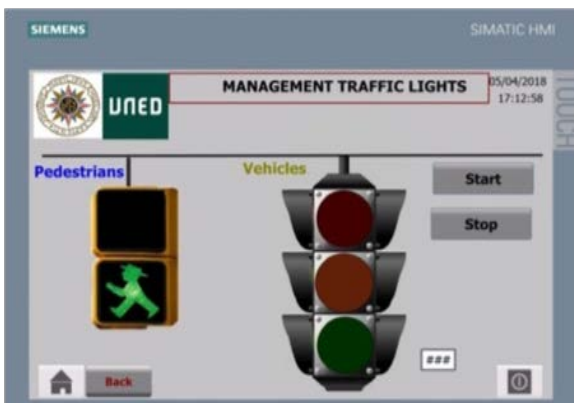 SIEMENS
SIMATIC HMI
TOUCH
UNED
MANAGEMENT TRAFFIC LIGHTS
05/04/2018
17:12:58
Pedestrians
Vehicles
Start
Stop
###
Back